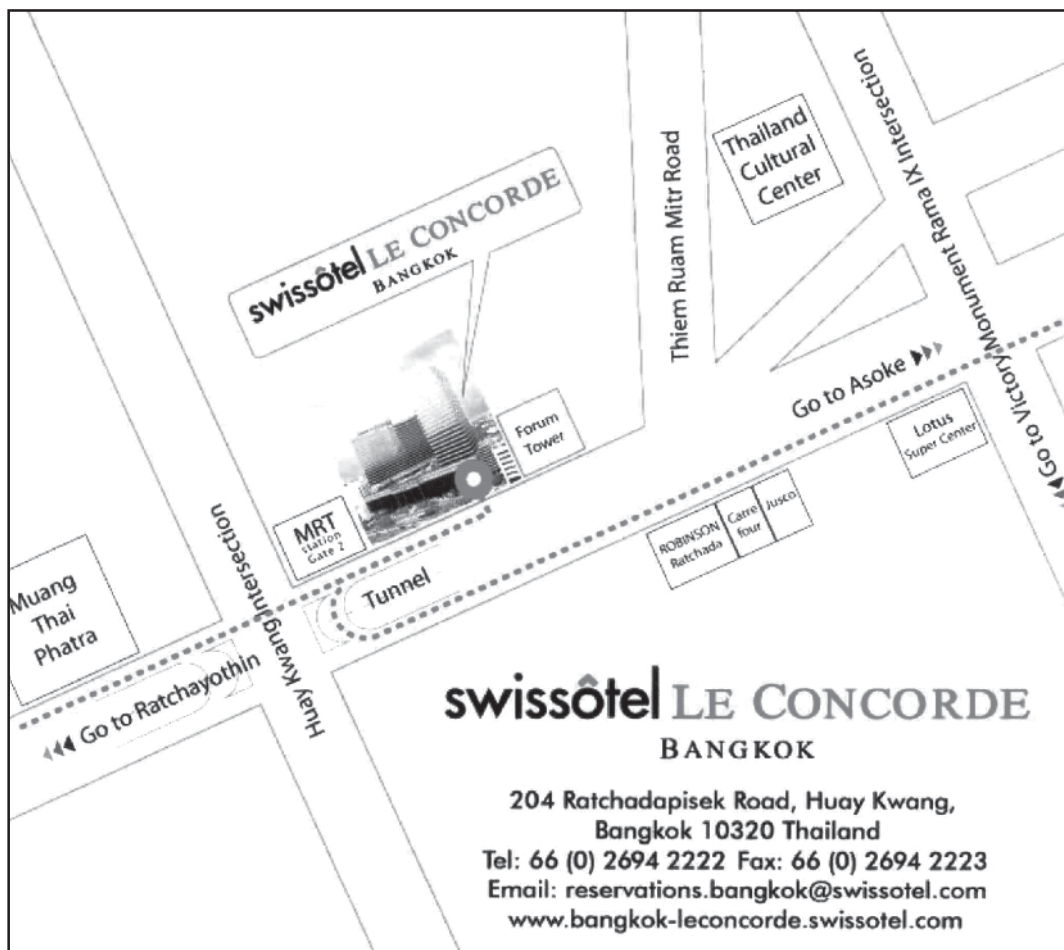 Thailand
Cultural
Center
Go to Victory Monument Rama IX Intersection
Thiem Ruam Mitr Road
swissôtel LE CONCORDE
BANGKOK
Go to Asoke
Forum
Tower
Lotus
Super Center
MRT
station
Gate 2
ROBINSON
Ratchada
Carre
four
Jusco
Tunnel
Muang
Thai
Phatra
Huay Kwang Intersection
Go to Ratchayothin
swissôtel LE CONCORDE
BANGKOK
204 Ratchadapisek Road, Huay Kwang,
Bangkok 10320 Thailand
Tel: 66 (0) 2694 2222 Fax: 66 (0) 2694 2223
Email: reservations.bangkok@swissotel.com
www.bangkok-leconcorde.swissotel.com